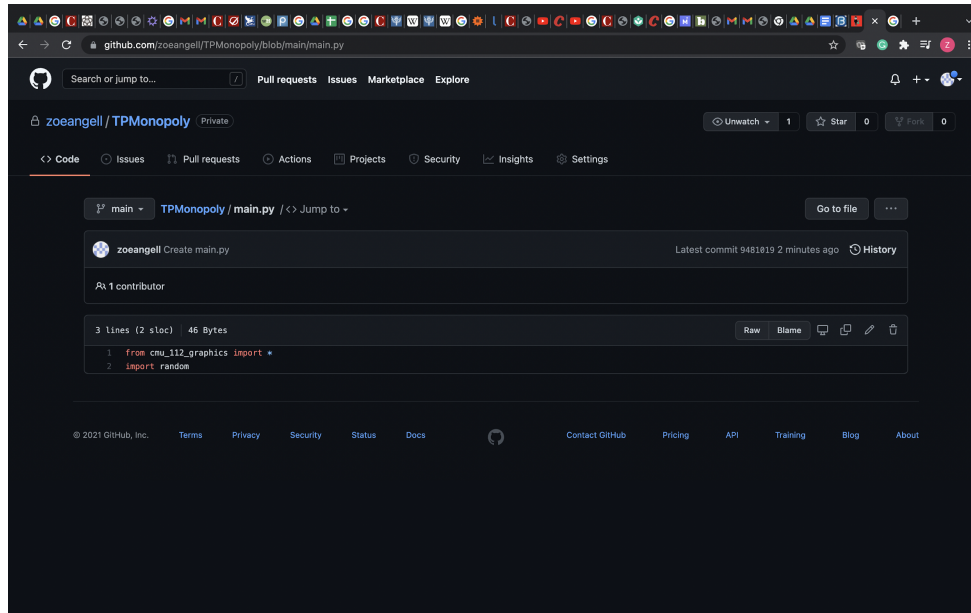 github.com/zoeangell/TPMonopoly/blob/main/main.py
Z
Search or jump to... /
Pull requests Issues Marketplace Explore
zoeangell / TPMonopoly Private
Unwatch 1 Star 0 Fork 0
<> Code Issues Pull requests Actions Projects Security Insights Settings
main TPMonopoly / main.py / <> Jump to Go to file ...
zoeangell Create main.py Latest commit 9481019 2 minutes ago History
1 contributor
3 lines (2 sloc) 46 Bytes Raw Blame
1 from cmu_112_graphics import *
2 import random
© 2021 GitHub, Inc. Terms Privacy Security Status Docs Contact GitHub Pricing API Training Blog About